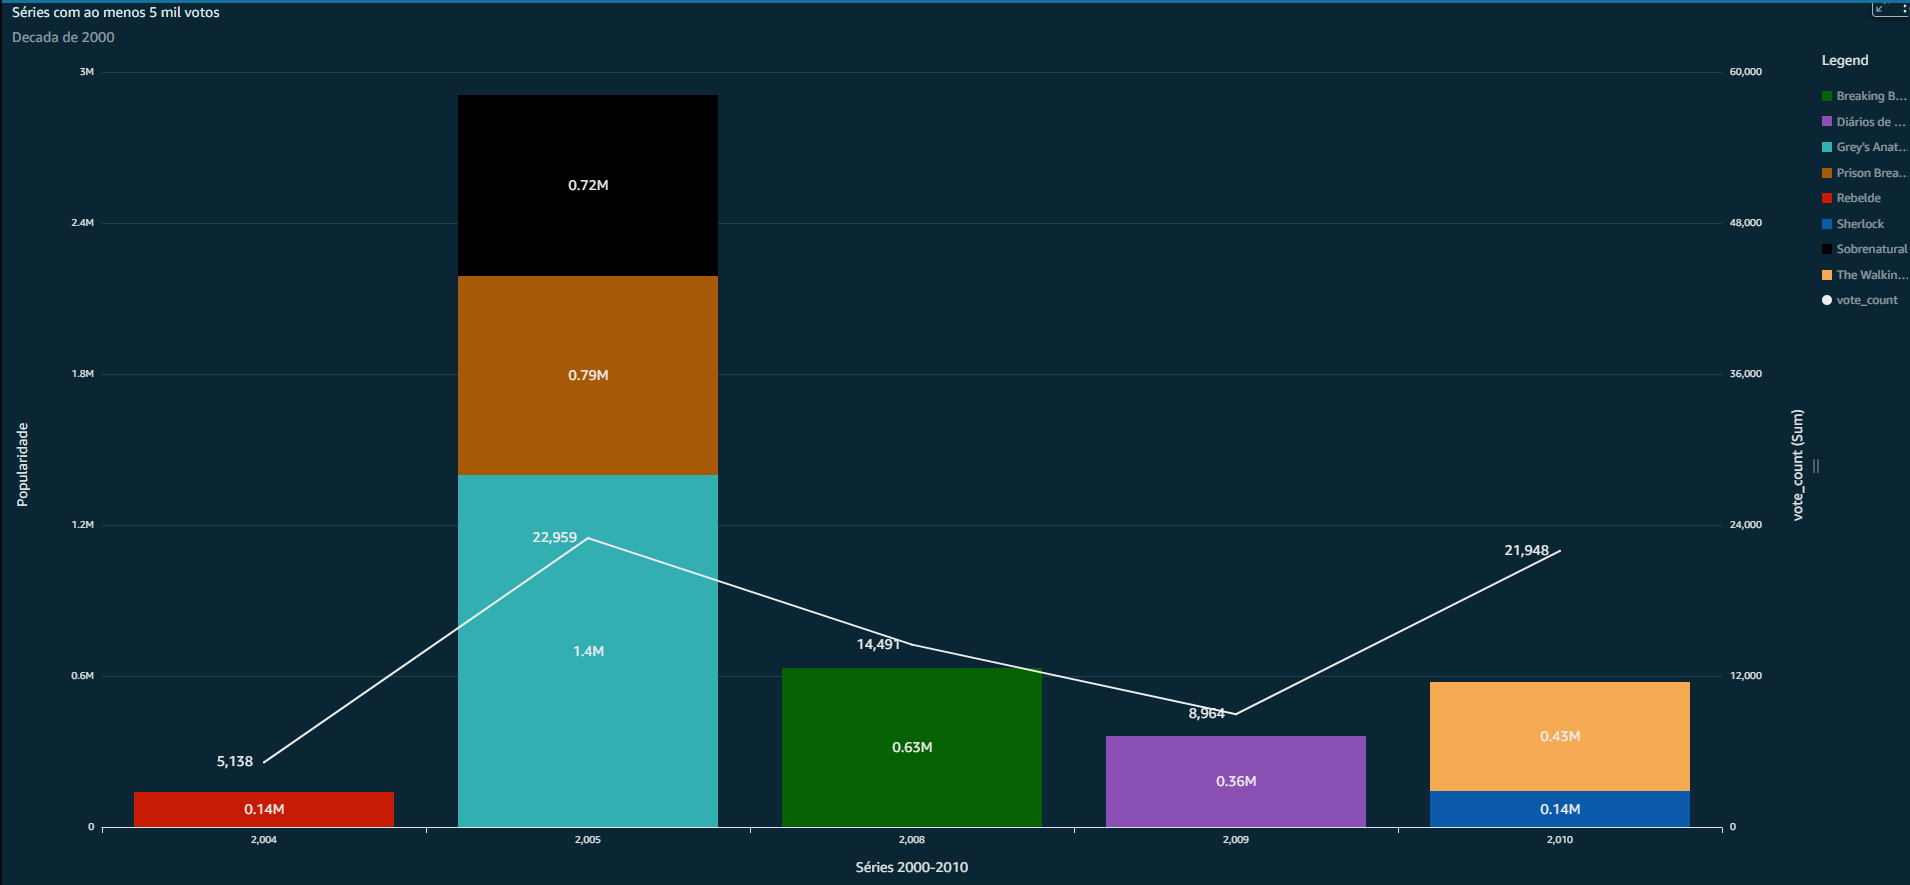 Séries com ao menos 5 mil votos
Decada de 2000
3M
2.4M
1.8M
1.2M
0.6M
0
Popularidade
60,000
48,000
36,000
24,000
12,000
0
vote_count (Sum)
0.72M
0.79M
1.4M
22,959
5,138
0.14M
14,491
0.63M
8,964
0.36M
21,948
0.43M
0.14M
2,004
2,005
2,008
2,009
2,010
Séries 2000-2010
Legend
Breaking B...
Diários de ...
Grey's Anat...
Prison Brea...
Rebelde
Sherlock
Sobrenatural
The Walkin...
vote_count